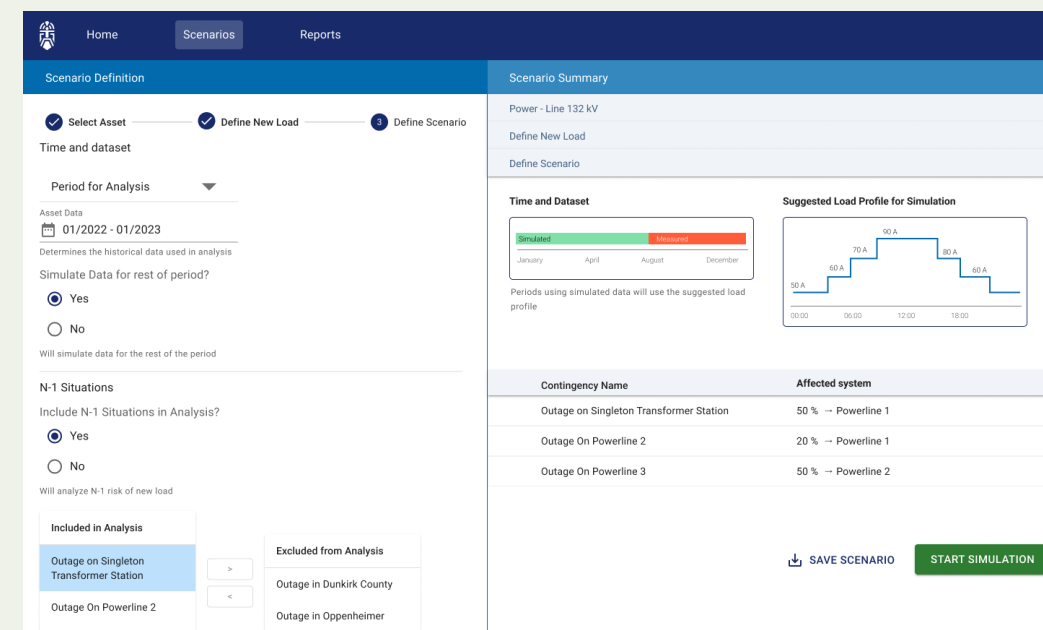 Home Scenarios Reports
Scenario Definition
Select Asset Define New Load 3 Define Scenario
Time and dataset
Period for Analysis
Asset Data
01/2022 - 01/2023
Determines the historical data used in analysis
Simulate Data for rest of period?
Yes
No
Will simulate data for the rest of the period
N-1 Situations
Include N-1 Situations in Analysis?
Yes
No
Will analyze N-1 risk of new load
Included in Analysis
Outage on Singleton
Transformer Station
Outage On Powerline 2
>
<
Excluded from Analysis
Outage in Dunkirk County
Outage in Oppenheimer
Scenario Summary
Power - Line 132 kV
Define New Load
Define Scenario
Time and Dataset
Simulated Measured
January April August December
Periods using simulated data will use the suggested load
profile
Suggested Load Profile for Simulation
90 A
70 A 80 A
60 A 60 A
50 A
00:00 06:00 12:00 18:00
Contingency Name Affected system
Outage on Singleton Transformer Station 50 % → Powerline 1
Outage On Powerline 2 20 % → Powerline 1
Outage On Powerline 3 50 % → Powerline 2
SAVE SCENARIO START SIMULATION